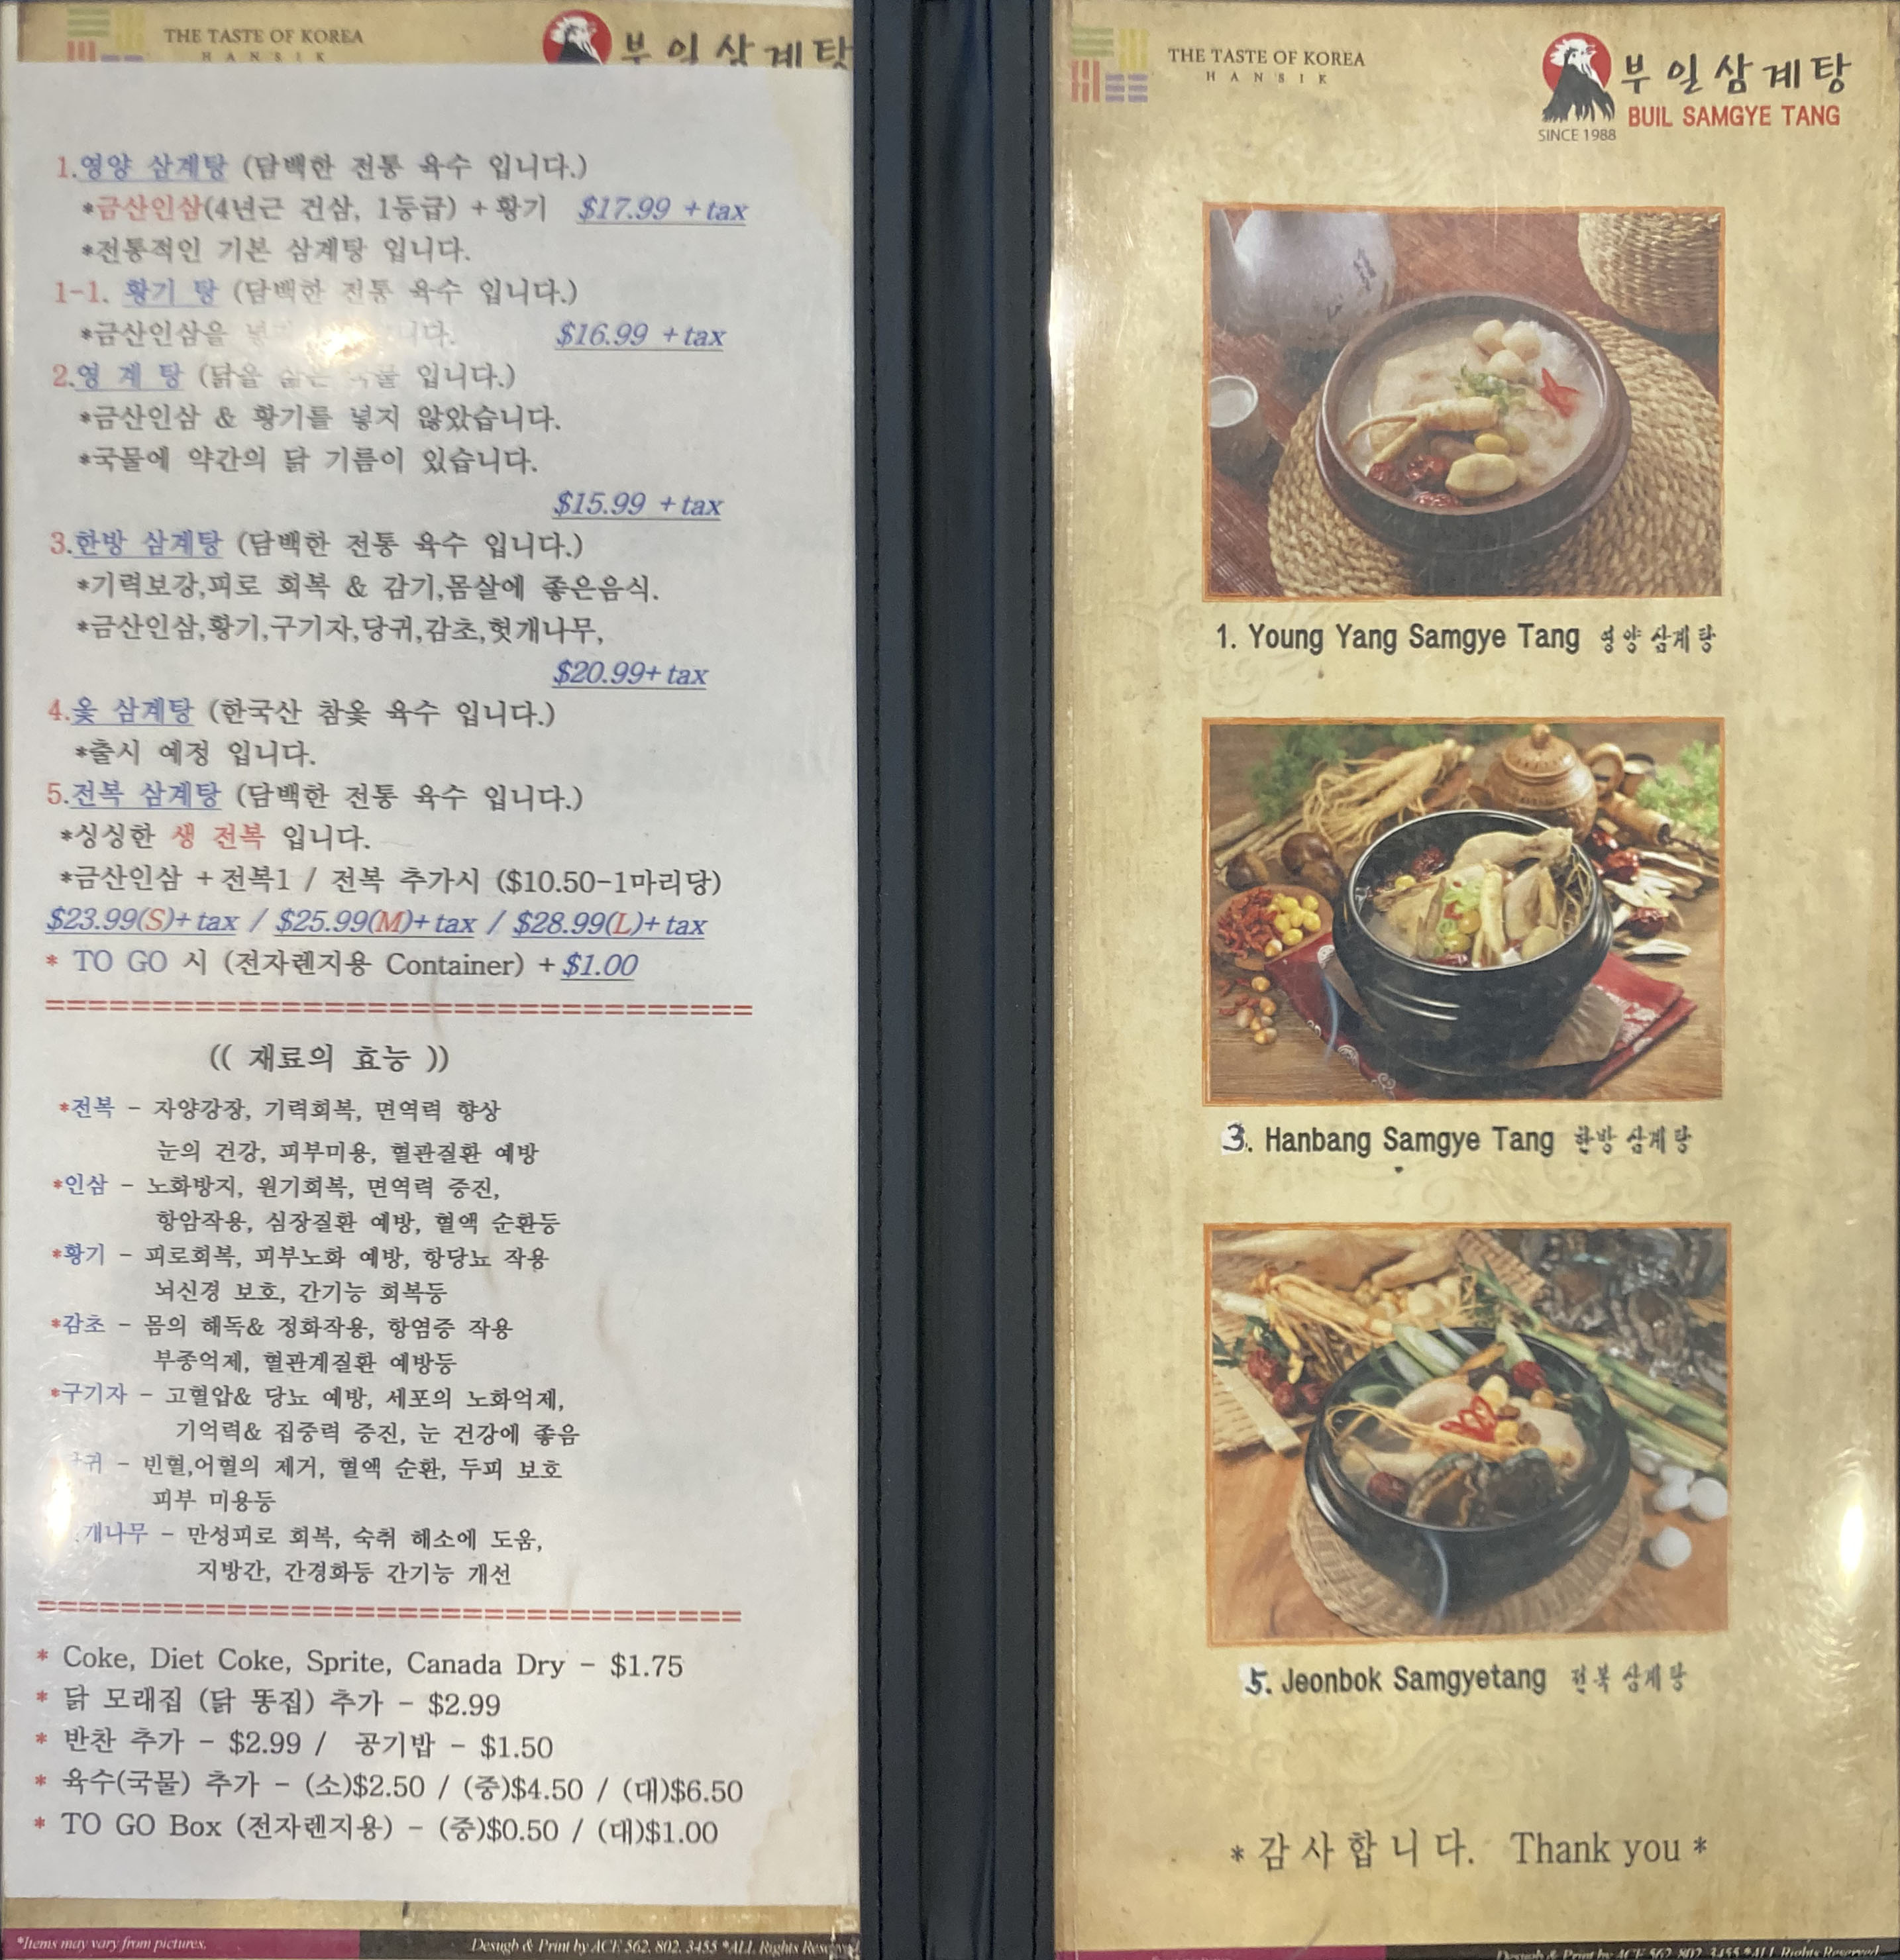 THE TASTE OF KOREA
HANSIK
부일삼계탕
1.영양 삼계탕 (담백한 전통 육수 입니다.)
*금산인삼(4년근 건삼, 1등급) + 황기 $17.99 +tax
*전통적인 기본 삼계탕 입니다.
1-1. 황기 탕 (담백한 전통 육수 입니다.)
*금산인삼을 $16.99 +tax
2.영 계 탕 (닭을 입니다.)
*금산인삼 & 황기를 넣지 않았습니다.
*국물에 약간의 닭 기름이 있습니다.
$15.99 +tax
3.한방 삼계탕 (담백한 전통 육수 입니다.)
*기력보강,피로 회복 & 감기,몸살에 좋은음식.
*금산인삼,황기,구기자,당귀,감초,헛개나무,
$20.99+tax
4.옻 삼계탕 (한국산 참옻 육수 입니다.)
*출시 예정 입니다.
5.전복 삼계탕 (담백한 전통 육수 입니다.)
*싱싱한 생 전복 입니다.
*금산인삼 +전복1 / 전복 추가시 ($10.50-1마리당)
$23.99(S)+tax / $25.99(M)+tax / $28.99(L)+tax
* TO GO 시 (전자렌지용 Container) +$1.00
==================================
(( 재료의 효능 ))
*전복 - 자양강장, 기력회복, 면역력 향상
눈의 건강, 피부미용, 혈관질환 예방
*인삼 - 노화방지, 원기회복, 면역력 증진,
항암작용, 심장질환 예방, 혈액 순환등
*황기 - 피로회복, 피부노화 예방, 항당뇨 작용
뇌신경 보호, 간기능 회복등
*감초 - 몸의 해독& 정화작용, 항염증 작용
부종억제, 혈관계질환 예방등
*구기자 - 고혈압& 당뇨 예방, 세포의 노화억제,
기억력& 집중력 증진, 눈 건강에 좋음
귀 - 빈혈,어혈의 제거, 혈액 순환, 두피 보호
피부 미용등
개나무 - 만성피로 회복, 숙취 해소에 도움,
지방간, 간경화등 간기능 개선
==================================
* Coke, Diet Coke, Sprite, Canada Dry - $1.75
* 닭 모래집 (닭 똥집) 추가 - $2.99
* 반찬 추가 - $2.99 / 공기밥 - $1.50
* 육수(국물) 추가 - (소)$2.50 / (중)$4.50 / (대)$6.50
* TO GO Box (전자렌지용) - (중)$0.50 / (대)$1.00
*Items may vary from pictures.
Desugh & Print by ACE 562. 802. 3455 *ALL Rights
THE TASTE OF KOREA
HANSIK
부일삼계탕
BUIL SAMGYE TANG
SINCE 1988
1. Young Yang Samgye Tang 영양삼계탕
3. Hanbang Samgye Tang 한방삼계탕
5. Jeonbok Samgyetang 전복삼계탕
*감사합니다. Thank you*
Desugh & Print by ACE 562. 802. 3455 *ALL Rights Reserved